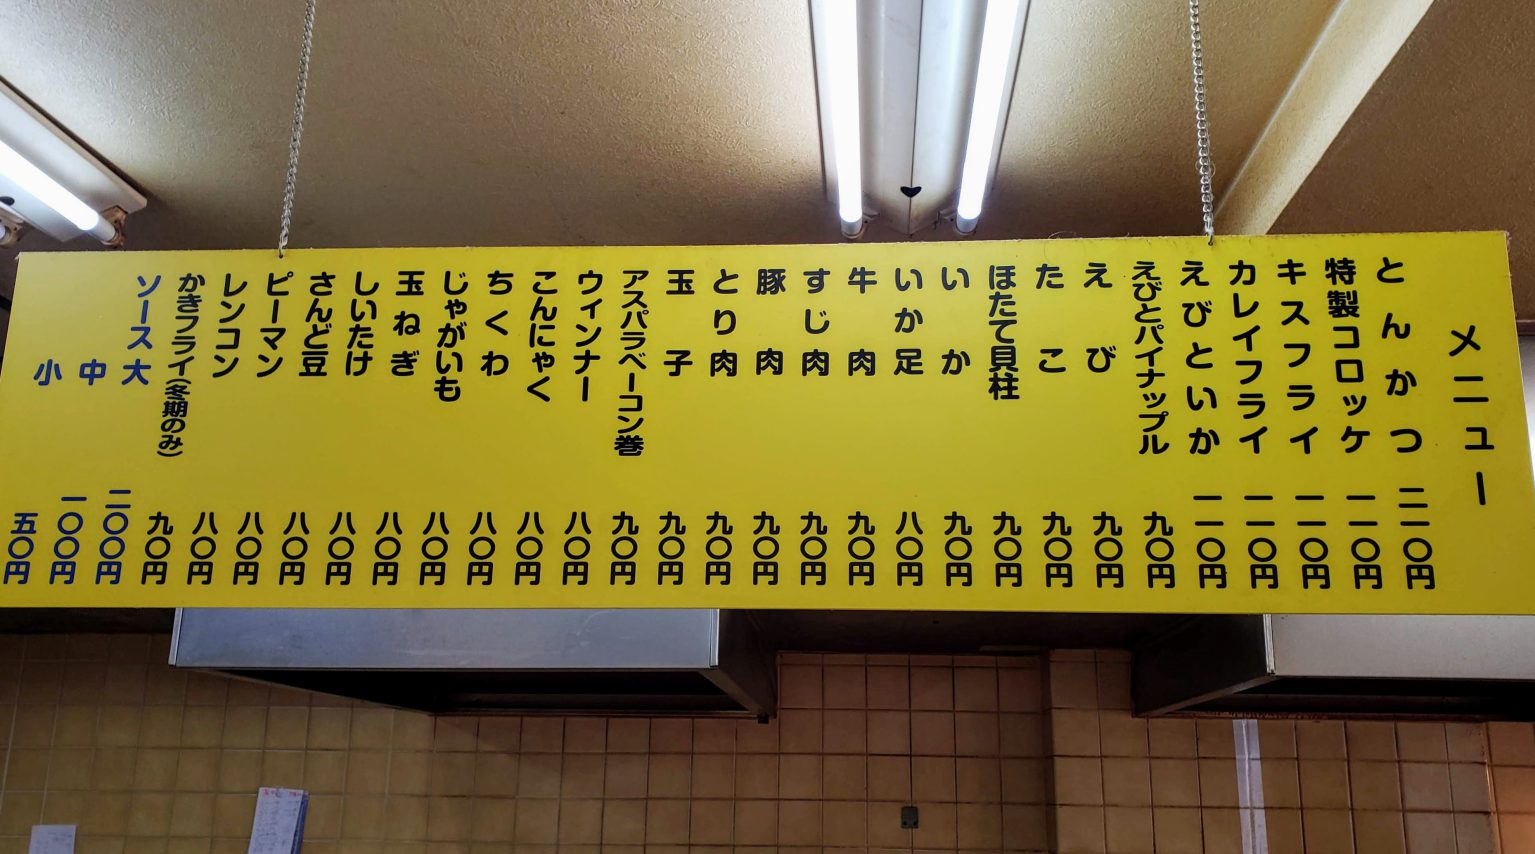 メニュー
とんかつ 二一〇円
特製コロッケ 一一〇円
キスフライ 一一〇円
カレイフライ 一一〇円
えびといか 一一〇円
えびとパイナップル 九〇円
えび 九〇円
たこ 九〇円
ほたて貝柱 九〇円
いか 九〇円
いか足 八〇円
牛肉 九〇円
すじ肉 九〇円
豚肉 九〇円
とり肉 九〇円
玉子 九〇円
アスパラベーコン巻 九〇円
ウィンナー 八〇円
こんにゃく 八〇円
ちくわ 八〇円
じゃがいも 八〇円
玉ねぎ 八〇円
しいたけ 八〇円
さんど豆 八〇円
ピーマン 八〇円
レンコン 八〇円
かきフライ(冬期のみ) 九〇円
ソース大 二〇〇円
中 一〇〇円
小 五〇円